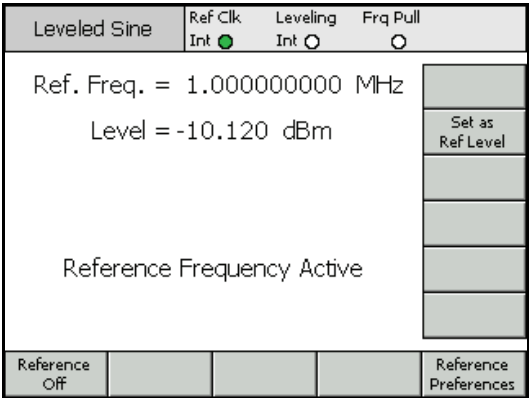 Leveled Sine
Ref Clk Leveling Frq Pull
Int Int
Ref. Freq. = 1.000000000 MHz
Level = -10.120 dBm
Set as
Ref Level
Reference Frequency Active
Reference
Off
Reference
Preferences